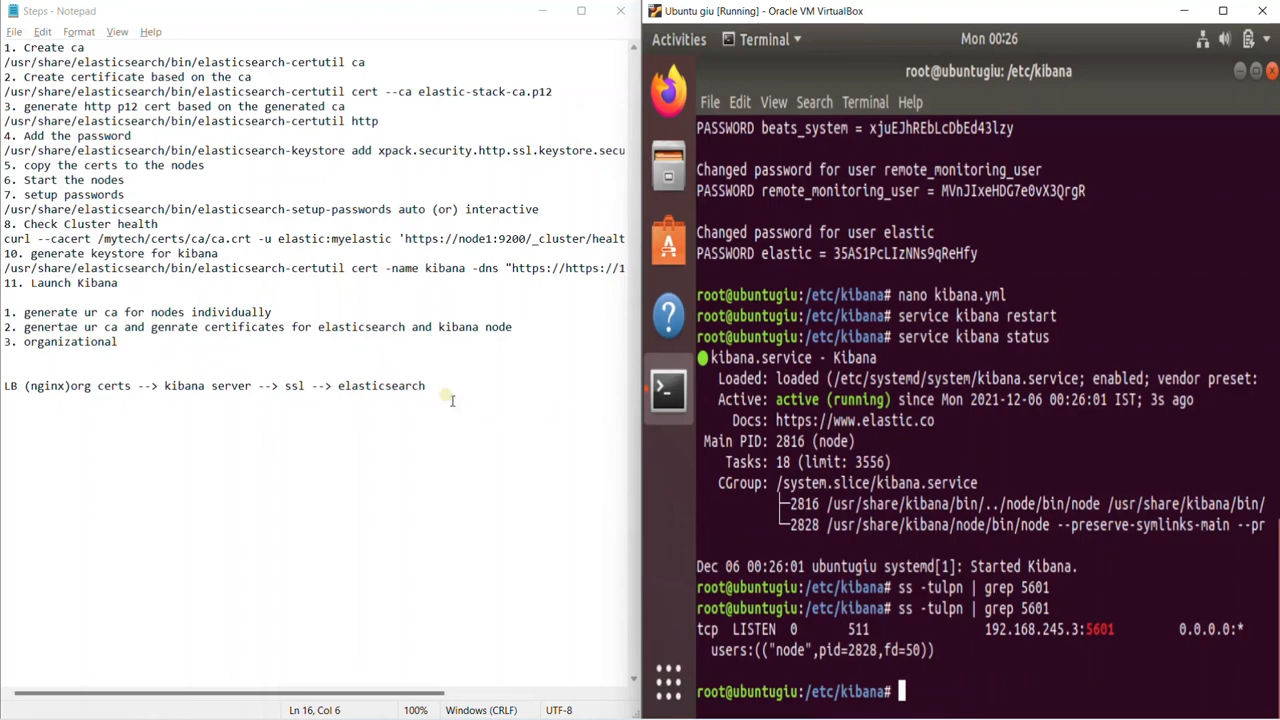 Steps - Notepad
File Edit Format View Help
1. Create ca
/usr/share/elasticsearch/bin/elasticsearch-certutil ca
2. Create certificate based on the ca
/usr/share/elasticsearch/bin/elasticsearch-certutil cert --ca elastic-stack-ca.p12
3. generate http p12 cert based on the generated ca
/usr/share/elasticsearch/bin/elasticsearch-certutil http
4. Add the password
/usr/share/elasticsearch/bin/elasticsearch-keystore add xpack.security.http.ssl.keystore.secu
5. copy the certs to the nodes
6. Start the nodes
7. setup passwords
/usr/share/elasticsearch/bin/elasticsearch-setup-passwords auto (or) interactive
8. Check Cluster health
curl --cacert /mytech/certs/ca/ca.crt -u elastic:myelastic 'https://node1:9200/_cluster/healt
10. generate keystore for kibana
/usr/share/elasticsearch/bin/elasticsearch-certutil cert -name kibana -dns "https://https://1
11. Launch Kibana
1. generate ur ca for nodes individually
2. genertae ur ca and genrate certificates for elasticsearch and kibana node
3. organizational
LB (nginx)org certs --> kibana server --> ssl --> elasticsearch
Ln 16, Col 6 100% Windows (CRLF) UTF-8
Ubuntu giu [Running] - Oracle VM VirtualBox
Activities Terminal Mon 00:26
root@ubuntugiu: /etc/kibana
File Edit View Search Terminal Help
PASSWORD beats_system = xjuEJhREbLcDbEd43lzy
Changed password for user remote_monitoring_user
PASSWORD remote_monitoring_user = MVnJIxeHDG7e0vX3QrgR
Changed password for user elastic
PASSWORD elastic = 35AS1PcLIzNNs9qReHfy
root@ubuntugiu:/etc/kibana# nano kibana.yml
root@ubuntugiu:/etc/kibana# service kibana restart
root@ubuntugiu:/etc/kibana# service kibana status
kibana.service - Kibana
Loaded: loaded (/etc/systemd/system/kibana.service; enabled; vendor preset:
Active: active (running) since Mon 2021-12-06 00:26:01 IST; 3s ago
Docs: https://www.elastic.co
Main PID: 2816 (node)
Tasks: 18 (limit: 3556)
CGroup: /system.slice/kibana.service
├─2816 /usr/share/kibana/bin/../node/bin/node /usr/share/kibana/bin/
└─2828 /usr/share/kibana/node/bin/node --preserve-symlinks-main --pr
Dec 06 00:26:01 ubuntugiu systemd[1]: Started Kibana.
root@ubuntugiu:/etc/kibana# ss -tulpn | grep 5601
root@ubuntugiu:/etc/kibana# ss -tulpn | grep 5601
tcp LISTEN 0 511 192.168.245.3:5601 0.0.0.0:*
users:(("node",pid=2828,fd=50))
root@ubuntugiu:/etc/kibana#